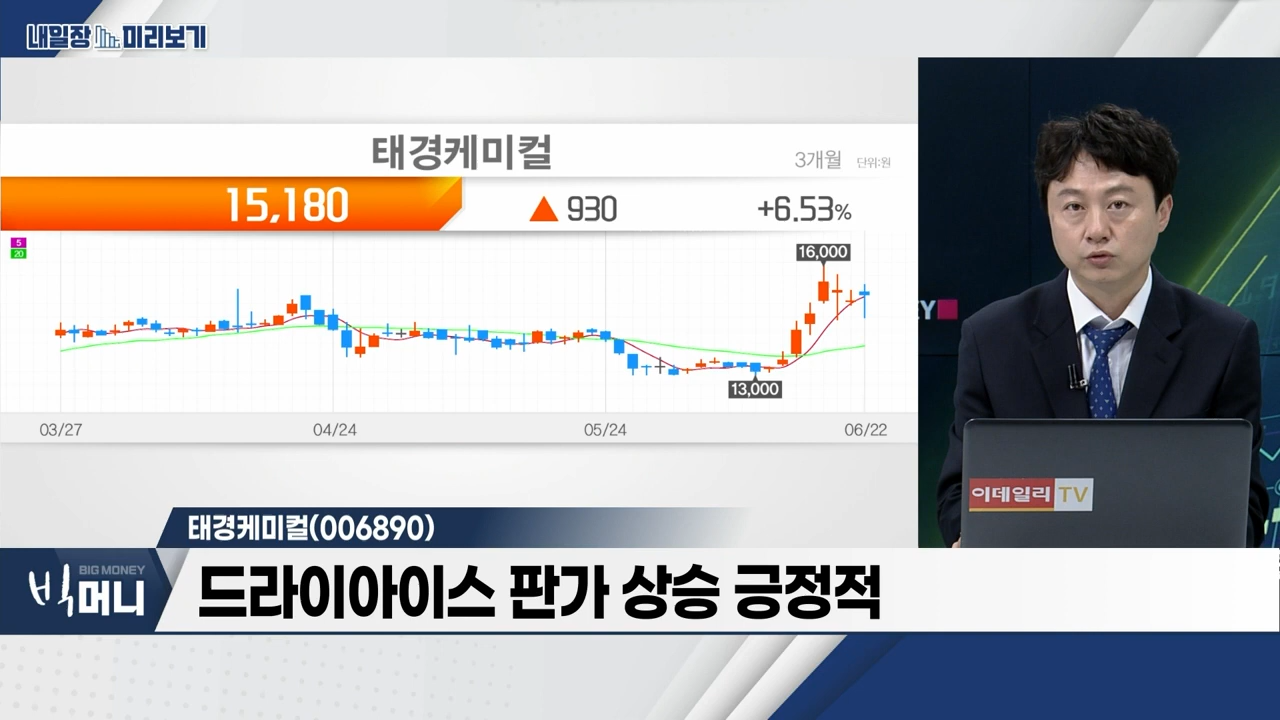 내일장 미리보기
태경케미컬
3개월 단위:원
15,180 ▲ 930 +6.53%
5
20
16,000
13,000
03/27 04/24 05/24 06/22
EY
이데일리TV
태경케미컬(006890)
BIG MONEY
빅머니
드라이아이스 판가 상승 긍정적